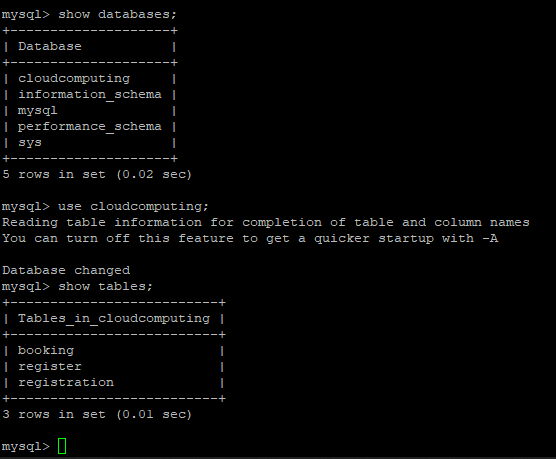 mysql> show databases;
+--------------------+
| Database           |
+--------------------+
| cloudcomputing     |
| information_schema |
| mysql              |
| performance_schema |
| sys                |
+--------------------+
5 rows in set (0.02 sec)
mysql> use cloudcomputing;
Reading table information for completion of table and column names
You can turn off this feature to get a quicker startup with -A
Database changed
mysql> show tables;
+--------------------------+
| Tables_in_cloudcomputing |
+--------------------------+
| booking                  |
| register                 |
| registration             |
+--------------------------+
3 rows in set (0.01 sec)
mysql>